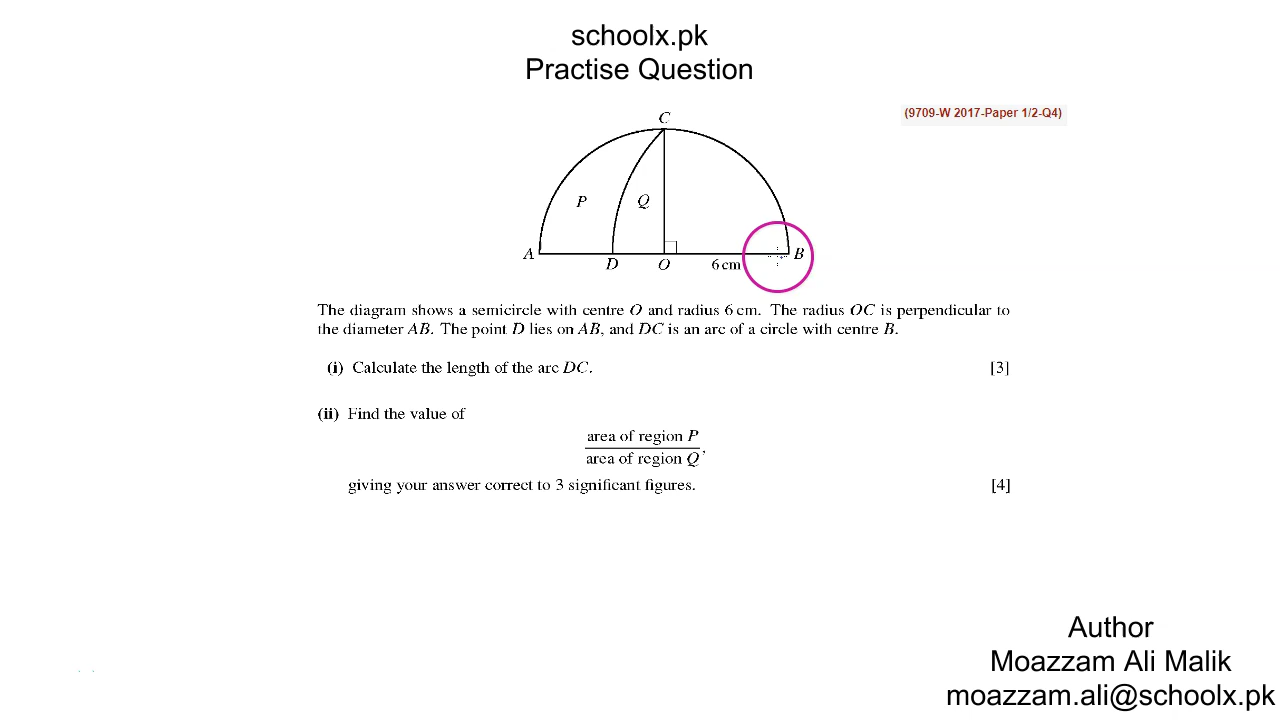 schoolx.pk
Practise Question
(9709-W 2017-Paper 1/2-Q4)
C
P
Q
A
D
O
6 cm
B
The diagram shows a semicircle with centre O and radius 6 cm. The radius OC is perpendicular to
the diameter AB. The point D lies on AB, and DC is an arc of a circle with centre B.
(i) Calculate the length of the arc DC. [3]
(ii) Find the value of
area of region P
area of region Q
,
giving your answer correct to 3 significant figures. [4]
Author
Moazzam Ali Malik
moazzam.ali@schoolx.pk